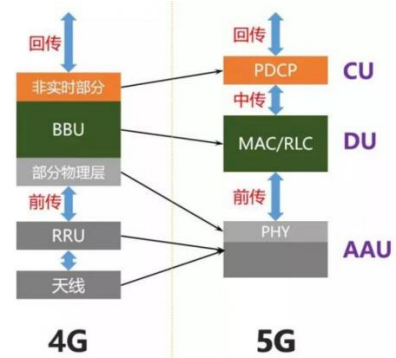 回传
非实时部分
BBU
部分物理层
前传
RRU
天线
4G
回传
PDCP
CU
中传
MAC/RLC
DU
前传
PHY
AAU
5G